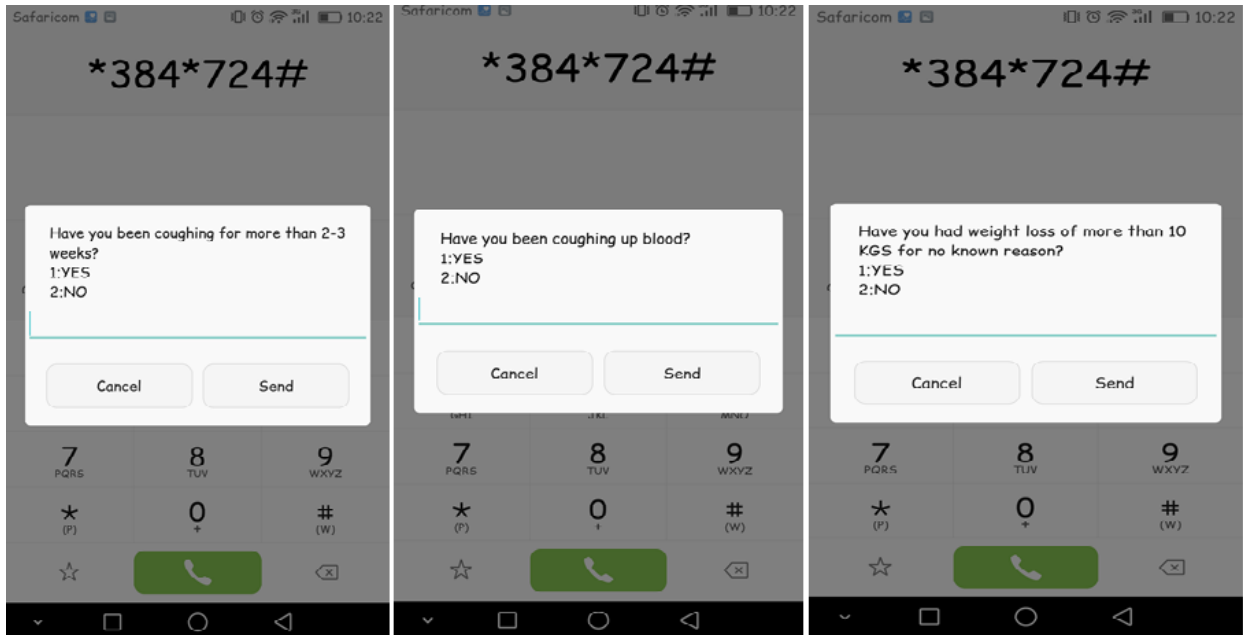 Safaricom 10:22
*384*724#
Have you been coughing for more than 2-3
weeks?
1:YES
2:NO
Cancel Send
7 8 9
PQRS TUV WXYZ
* 0 #
(P) + (W)
Safaricom 10:22
*384*724#
Have you been coughing up blood?
1:YES
2:NO
Cancel Send
GHI JKL MNO
7 8 9
PQRS TUV WXYZ
* 0 #
(P) + (W)
Safaricom 10:22
*384*724#
Have you had weight loss of more than 10
KGS for no known reason?
1:YES
2:NO
Cancel Send
7 8 9
PQRS TUV WXYZ
* 0 #
(P) + (W)